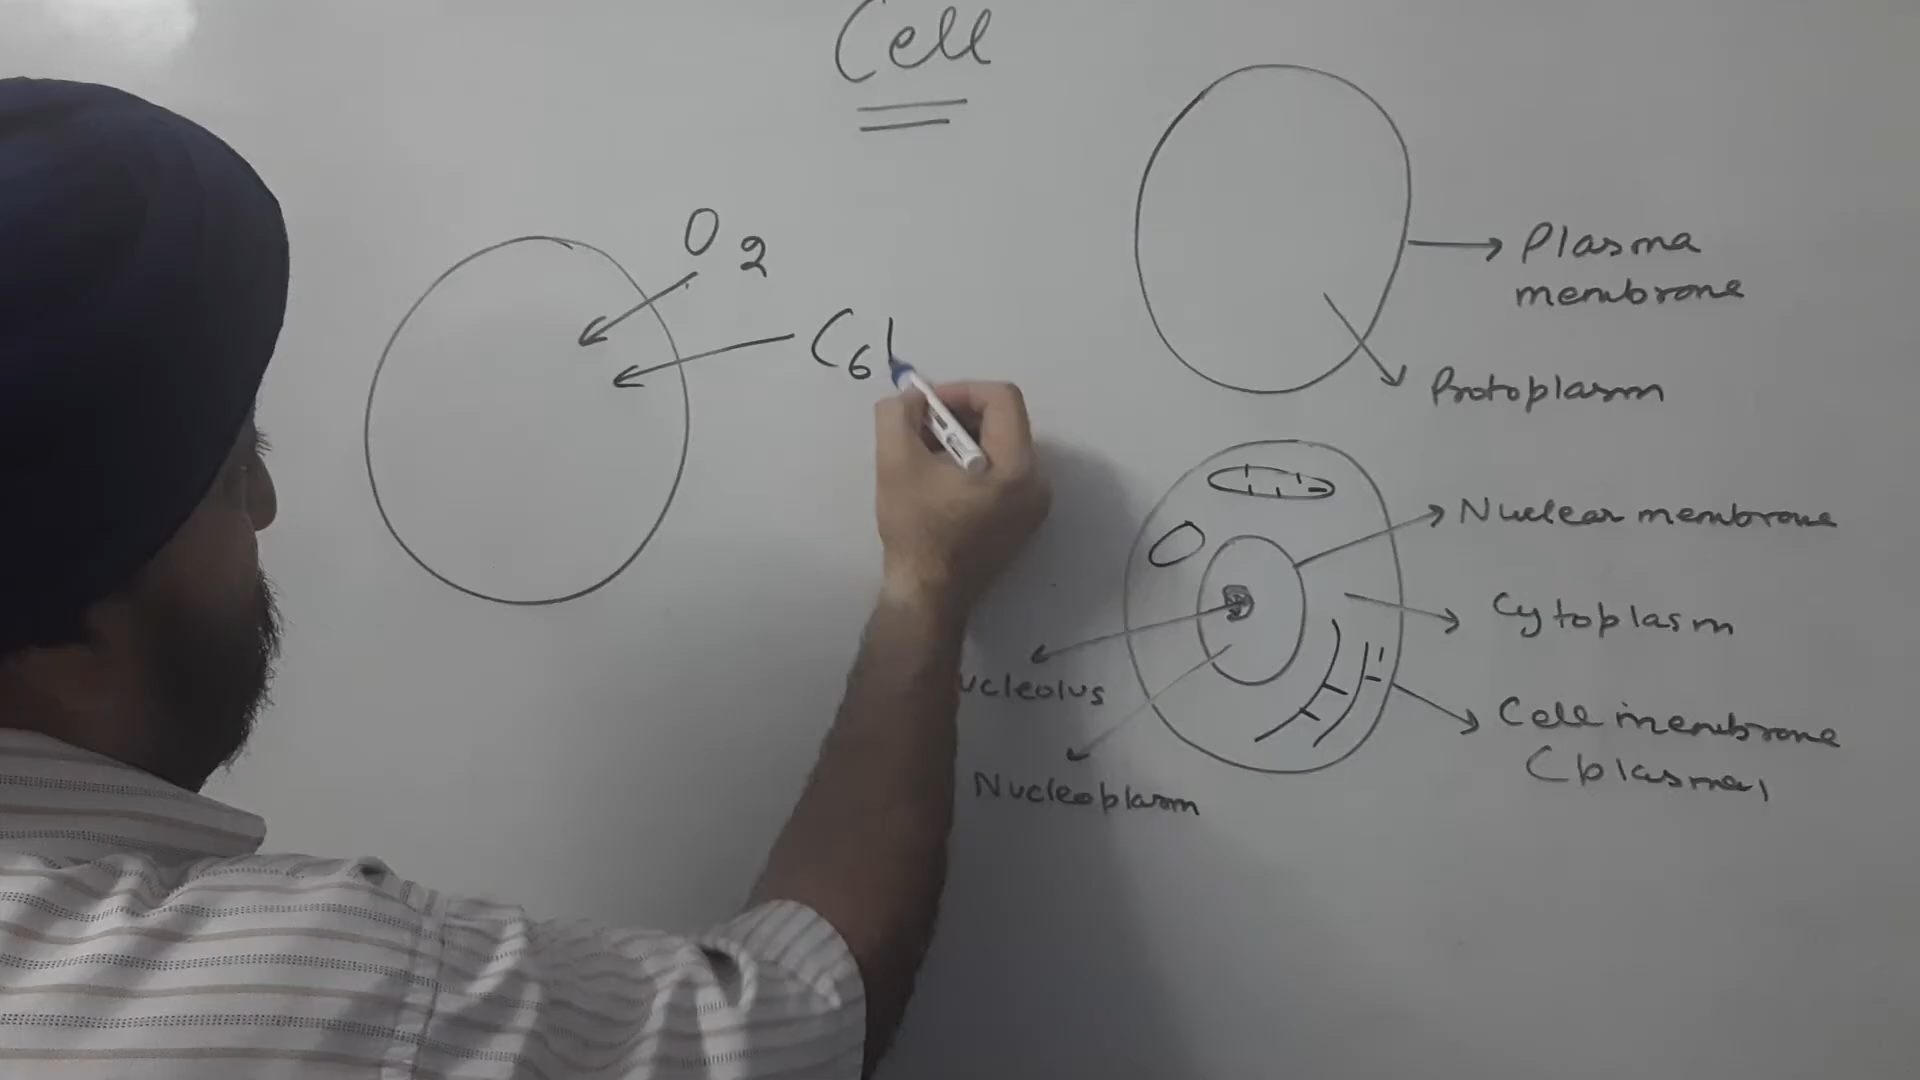 Cell
O2
C6
Plasma
membrane
Protoplasm
Nuclear membrane
Cytoplasm
Cell membrane
(plasma)
ucleolus
Nucleoplasm